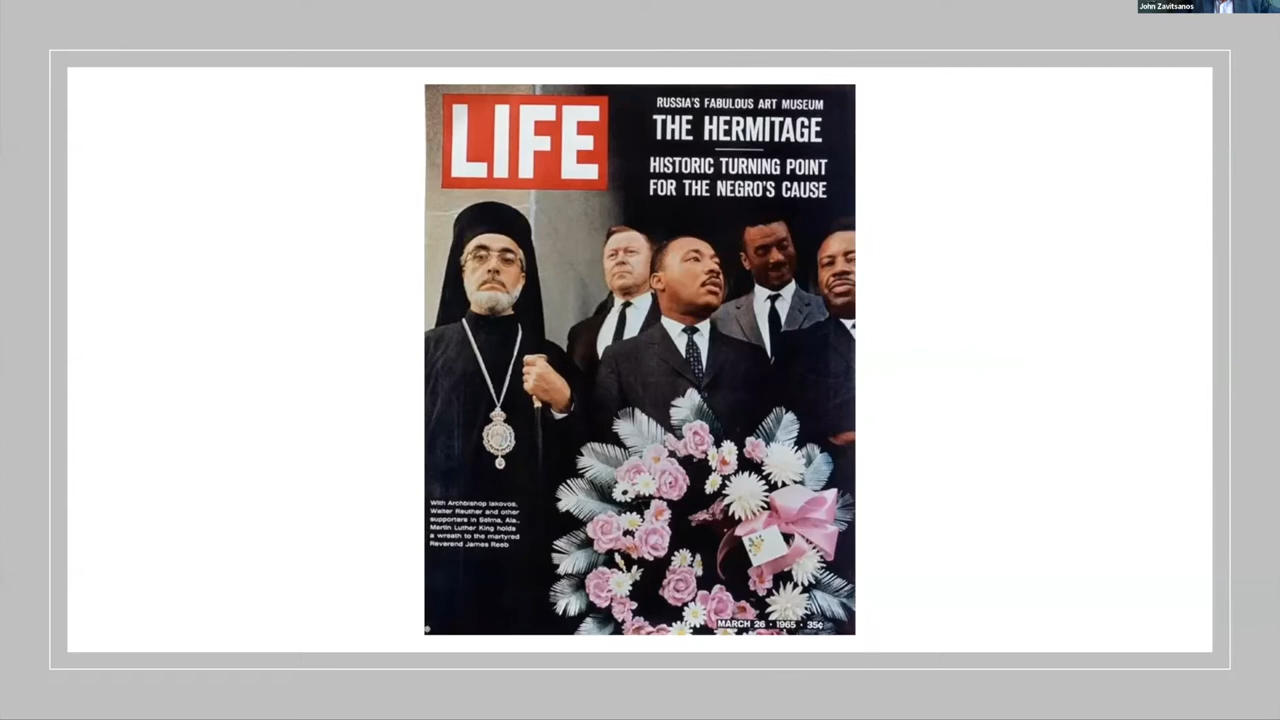 John Zavitsanos
LIFE
RUSSIA'S FABULOUS ART MUSEUM
THE HERMITAGE
HISTORIC TURNING POINT
FOR THE NEGRO'S CAUSE
With Archbishop Iakovos,
Walter Reuther and other
supporters in Selma, Ala.,
Martin Luther King holds
a wreath to the martyred
Reverend James Reeb
MARCH 26 · 1965 · 35¢